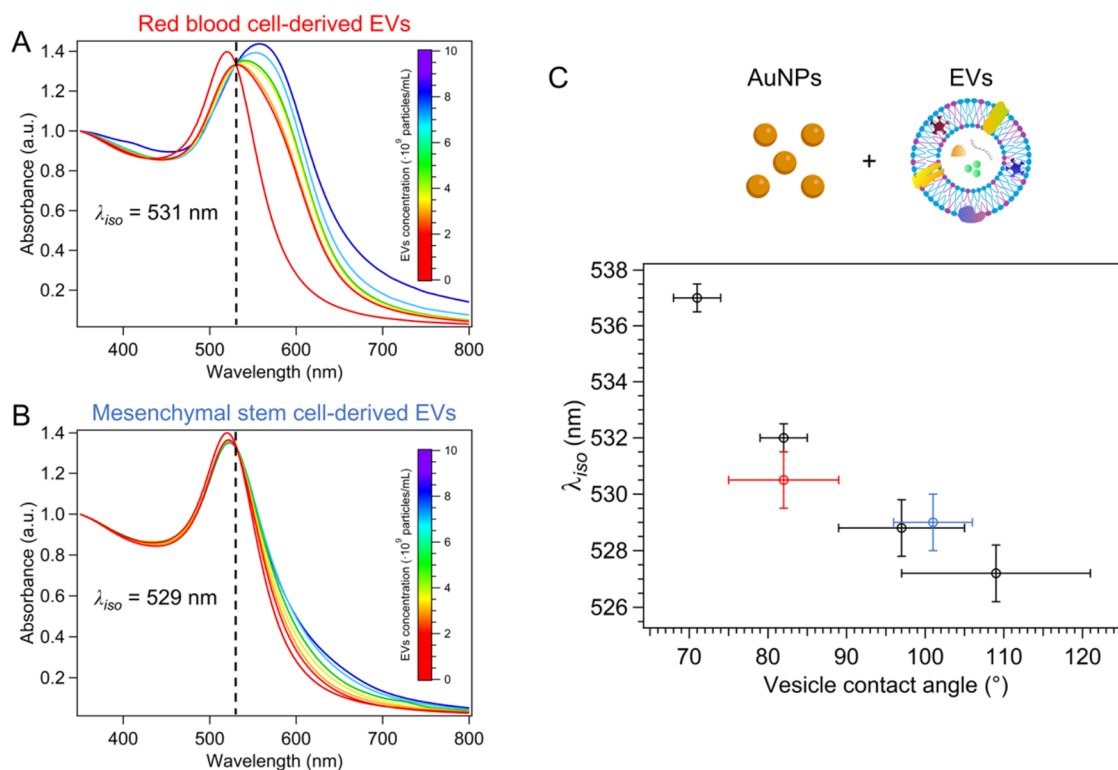 A
Red blood cell-derived EVs
Absorbance (a.u.)
1.4
1.2
1.0
0.8
0.6
0.4
0.2
λiso = 531 nm
EVs concentration (·10⁹ particles/mL)
10
8
6
4
2
0
400
500
600
700
800
Wavelength (nm)
B
Mesenchymal stem cell-derived EVs
Absorbance (a.u.)
1.4
1.2
1.0
0.8
0.6
0.4
0.2
λiso = 529 nm
EVs concentration (·10⁹ particles/mL)
10
8
6
4
2
0
400
500
600
700
800
Wavelength (nm)
C
AuNPs
EVs
+
λiso (nm)
538
536
534
532
530
528
526
70
80
90
100
110
120
Vesicle contact angle (°)